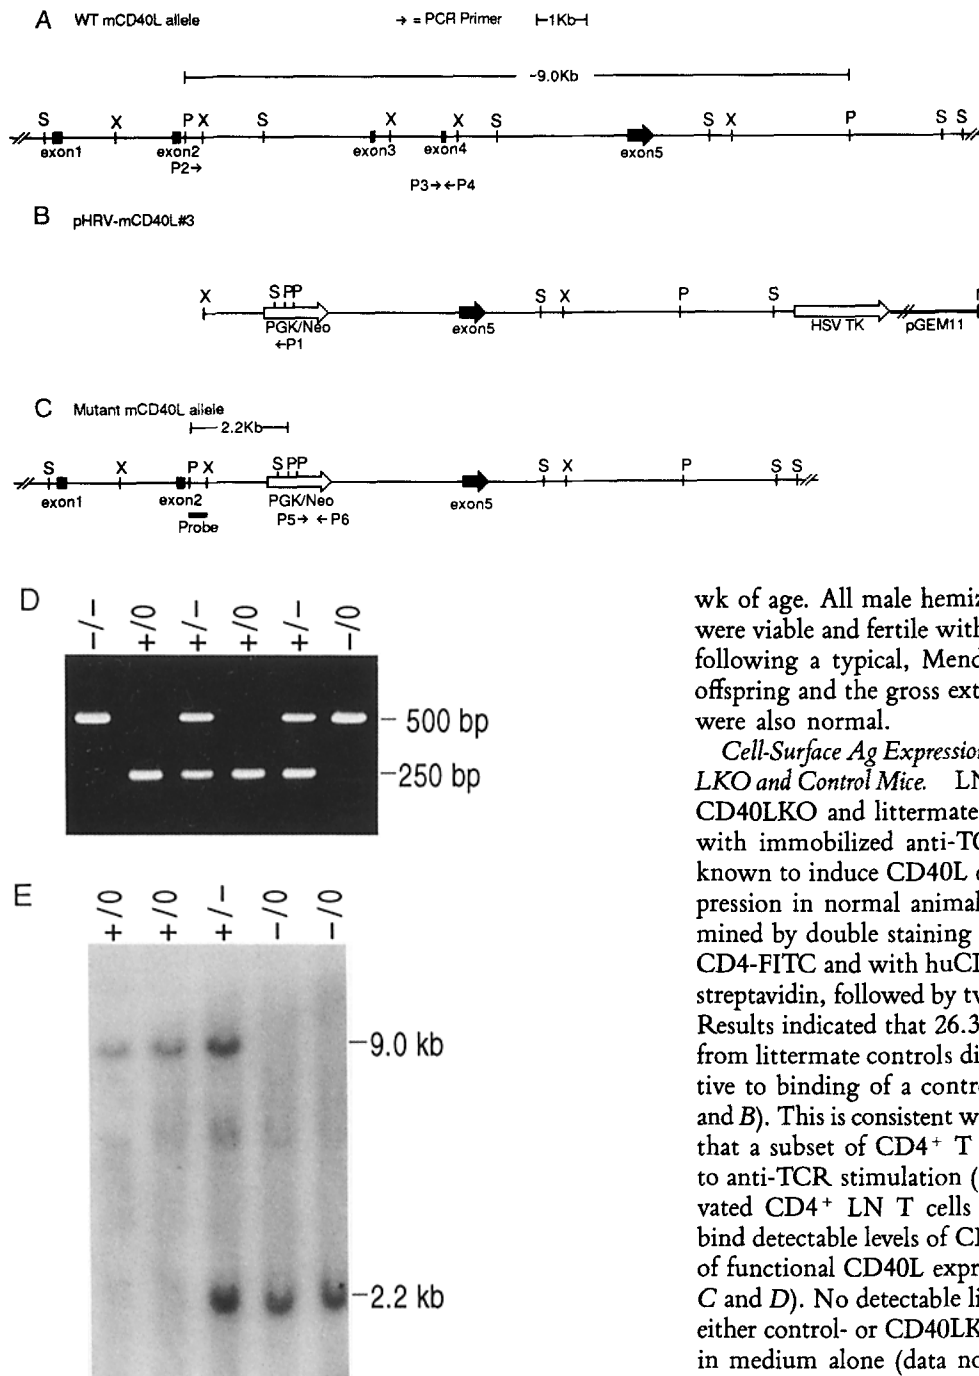 A WT mCD40L allele → = PCR Primer ⊢1Kb⊣
~9.0Kb
S X P X S X X S S X P S S
exon1 exon2 exon3 exon4 exon5
P2→
P3→ ←P4
B pHRV-mCD40L#3
X S P P S X P S
PGK/Neo exon5 HSV TK pGEM11
←P1
C Mutant mCD40L allele
2.2Kb
S X P X S P P S X P S S
exon1 exon2 PGK/Neo exon5
Probe P5→ ←P6
D
-/- +/0 +/- +/0 +/- -/0
500 bp
250 bp
E
+/0 +/0 +/- -/0 -/0
9.0 kb
2.2 kb
wk of age. All male hemiz
were viable and fertile with
following a typical, Mend
offspring and the gross ext
were also normal.
Cell-Surface Ag Expression
LKO and Control Mice. LN
CD40LKO and littermate
with immobilized anti-TC
known to induce CD40L
pression in normal animal
mined by double staining
CD4-FITC and with huCI
streptavidin, followed by tv
Results indicated that 26.3
from littermate controls di
tive to binding of a contro
and B). This is consistent w
that a subset of CD4+ T
to anti-TCR stimulation (
vated CD4+ LN T cells
bind detectable levels of CI
of functional CD40L expr
C and D). No detectable li
either control- or CD40LK
in medium alone (data no